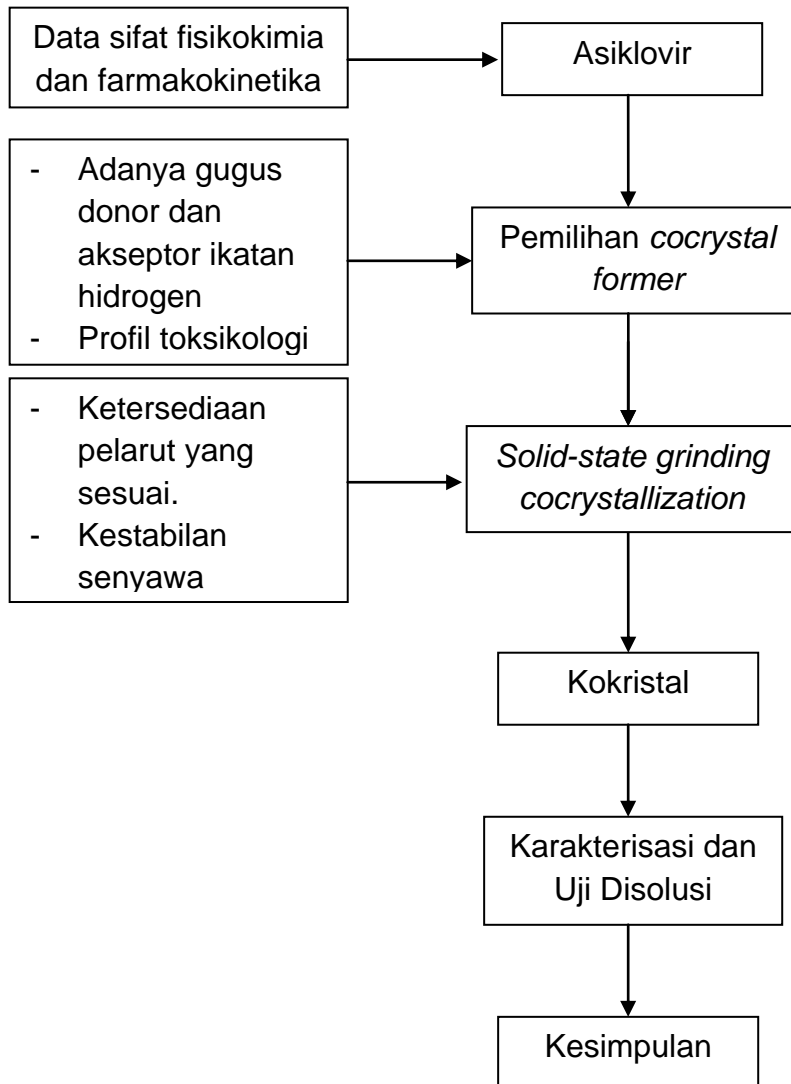 Data sifat fisikokimia
dan farmakokinetika
Asiklovir
- Adanya gugus
donor dan
akseptor ikatan
hidrogen
- Profil toksikologi
Pemilihan cocrystal
former
- Ketersediaan
pelarut yang
sesuai.
- Kestabilan
senyawa
Solid-state grinding
cocrystallization
Kokristal
Karakterisasi dan
Uji Disolusi
Kesimpulan